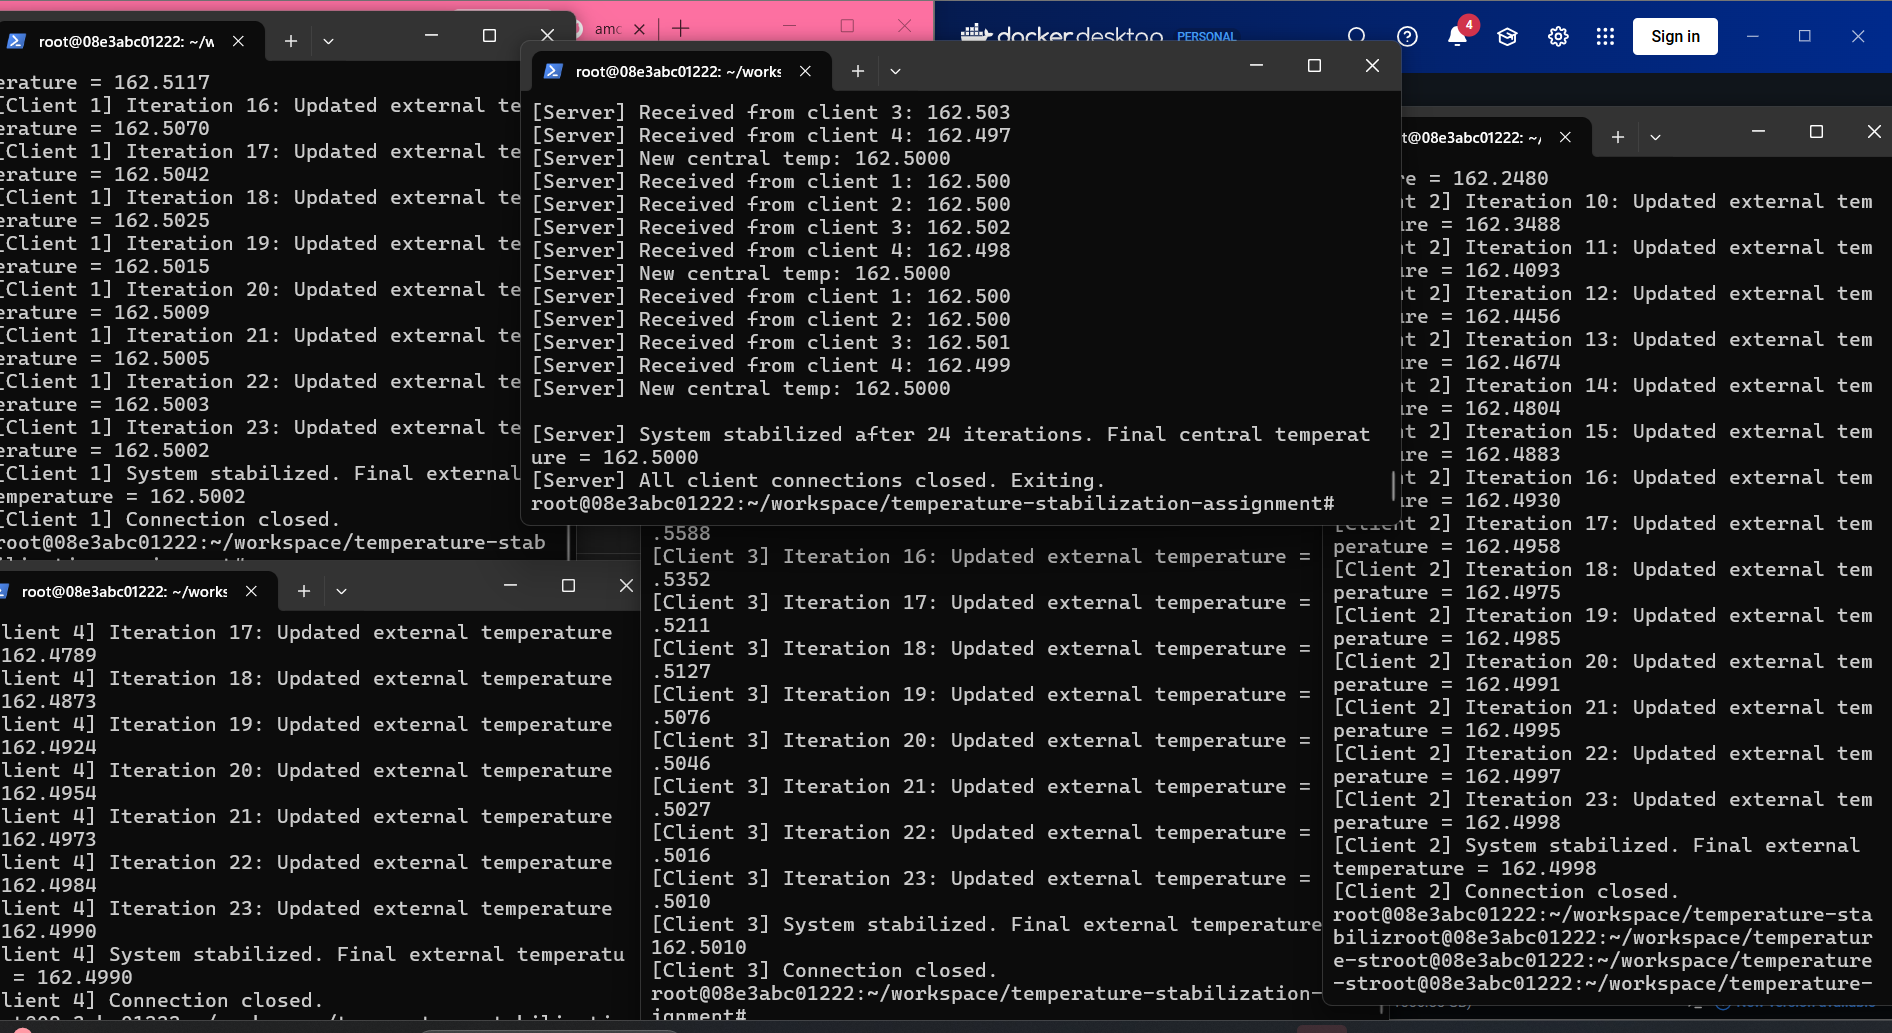 root@08e3abc01222: ~/w
erature = 162.5117
[Client 1] Iteration 16: Updated external te
erature = 162.5070
[Client 1] Iteration 17: Updated external te
erature = 162.5042
[Client 1] Iteration 18: Updated external te
erature = 162.5025
[Client 1] Iteration 19: Updated external te
erature = 162.5015
[Client 1] Iteration 20: Updated external te
erature = 162.5009
[Client 1] Iteration 21: Updated external te
erature = 162.5005
[Client 1] Iteration 22: Updated external te
erature = 162.5003
[Client 1] Iteration 23: Updated external te
erature = 162.5002
[Client 1] System stabilized. Final external
emperature = 162.5002
[Client 1] Connection closed.
root@08e3abc01222:~/workspace/temperature-stab
amc
docker desktop PERSONAL
4
Sign in
root@08e3abc01222: ~/works
[Server] Received from client 3: 162.503
[Server] Received from client 4: 162.497
[Server] New central temp: 162.5000
[Server] Received from client 1: 162.500
[Server] Received from client 2: 162.500
[Server] Received from client 3: 162.502
[Server] Received from client 4: 162.498
[Server] New central temp: 162.5000
[Server] Received from client 1: 162.500
[Server] Received from client 2: 162.500
[Server] Received from client 3: 162.501
[Server] Received from client 4: 162.499
[Server] New central temp: 162.5000
[Server] System stabilized after 24 iterations. Final central temperat
ure = 162.5000
[Server] All client connections closed. Exiting.
root@08e3abc01222:~/workspace/temperature-stabilization-assignment#
t@08e3abc01222: ~/
re = 162.2480
nt 2] Iteration 10: Updated external tem
ure = 162.3488
nt 2] Iteration 11: Updated external tem
ure = 162.4093
nt 2] Iteration 12: Updated external tem
ure = 162.4456
nt 2] Iteration 13: Updated external tem
ure = 162.4674
nt 2] Iteration 14: Updated external tem
ure = 162.4804
nt 2] Iteration 15: Updated external tem
ure = 162.4883
nt 2] Iteration 16: Updated external tem
ure = 162.4930
[Client 2] Iteration 17: Updated external tem
perature = 162.4958
[Client 2] Iteration 18: Updated external tem
perature = 162.4975
[Client 2] Iteration 19: Updated external tem
perature = 162.4985
[Client 2] Iteration 20: Updated external tem
perature = 162.4991
[Client 2] Iteration 21: Updated external tem
perature = 162.4995
[Client 2] Iteration 22: Updated external tem
perature = 162.4997
[Client 2] Iteration 23: Updated external tem
perature = 162.4998
[Client 2] System stabilized. Final external
temperature = 162.4998
[Client 2] Connection closed.
root@08e3abc01222:~/workspace/temperature-sta
bilizroot@08e3abc01222:~/workspace/temperatur
e-stroot@08e3abc01222:~/workspace/temperature
-stroot@08e3abc01222:~/workspace/temperature-
root@08e3abc01222: ~/works
lient 4] Iteration 17: Updated external temperature
162.4789
lient 4] Iteration 18: Updated external temperature
162.4873
lient 4] Iteration 19: Updated external temperature
162.4924
lient 4] Iteration 20: Updated external temperature
162.4954
lient 4] Iteration 21: Updated external temperature
162.4973
lient 4] Iteration 22: Updated external temperature
162.4984
lient 4] Iteration 23: Updated external temperature
162.4990
lient 4] System stabilized. Final external temperatu
= 162.4990
lient 4] Connection closed.
.5588
[Client 3] Iteration 16: Updated external temperature =
.5352
[Client 3] Iteration 17: Updated external temperature =
.5211
[Client 3] Iteration 18: Updated external temperature =
.5127
[Client 3] Iteration 19: Updated external temperature =
.5076
[Client 3] Iteration 20: Updated external temperature =
.5046
[Client 3] Iteration 21: Updated external temperature =
.5027
[Client 3] Iteration 22: Updated external temperature =
.5016
[Client 3] Iteration 23: Updated external temperature =
.5010
[Client 3] System stabilized. Final external temperature
162.5010
[Client 3] Connection closed.
root@08e3abc01222:~/workspace/temperature-stabilization-
ignment#